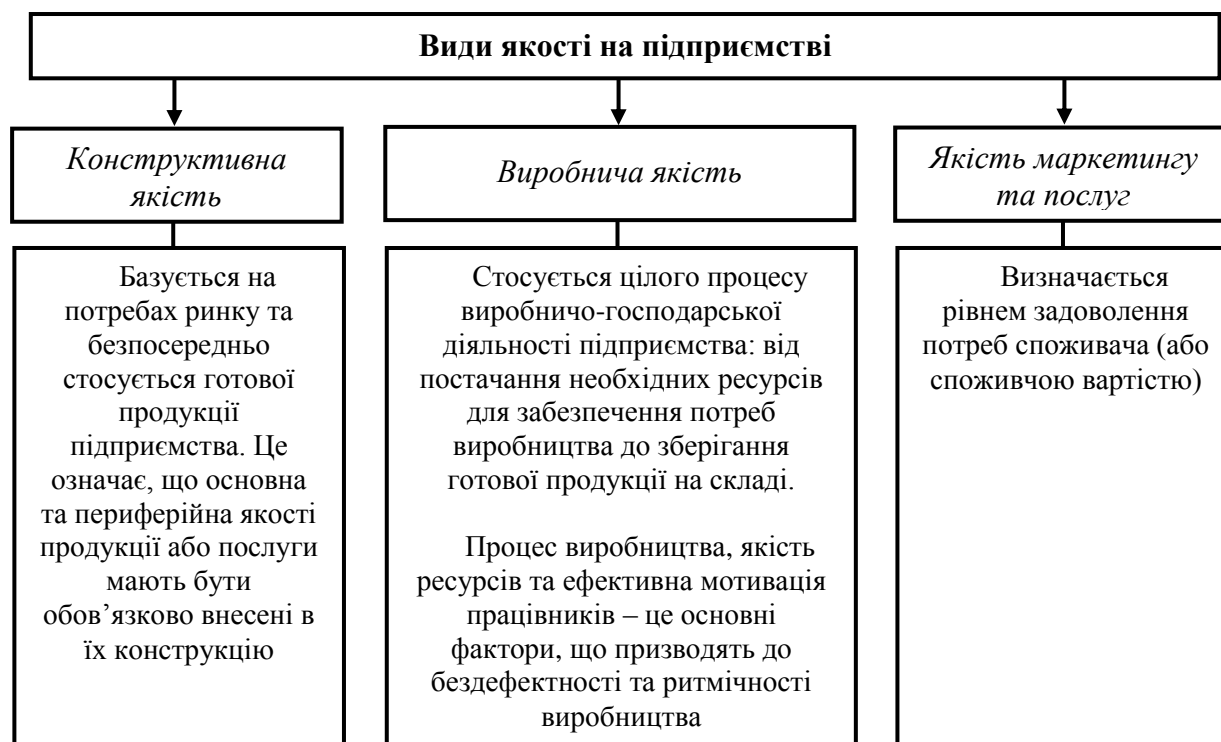 Види якості на підприємстві
Конструктивна
якість
Виробнича якість
Якість маркетингу
та послуг
Базується на
потребах ринку та
безпосередньо
стосується готової
продукції
підприємства. Це
означає, що основна
та периферійна якості
продукції або послуги
мають бути
обов’язково внесені в
їх конструкцію
Стосується цілого процесу
виробничо-господарської
діяльності підприємства: від
постачання необхідних ресурсів
для забезпечення потреб
виробництва до зберігання
готової продукції на складі.
Процес виробництва, якість
ресурсів та ефективна мотивація
працівників – це основні
фактори, що призводять до
бездефектності та ритмічності
виробництва
Визначається
рівнем задоволення
потреб споживача (або
споживчою вартістю)